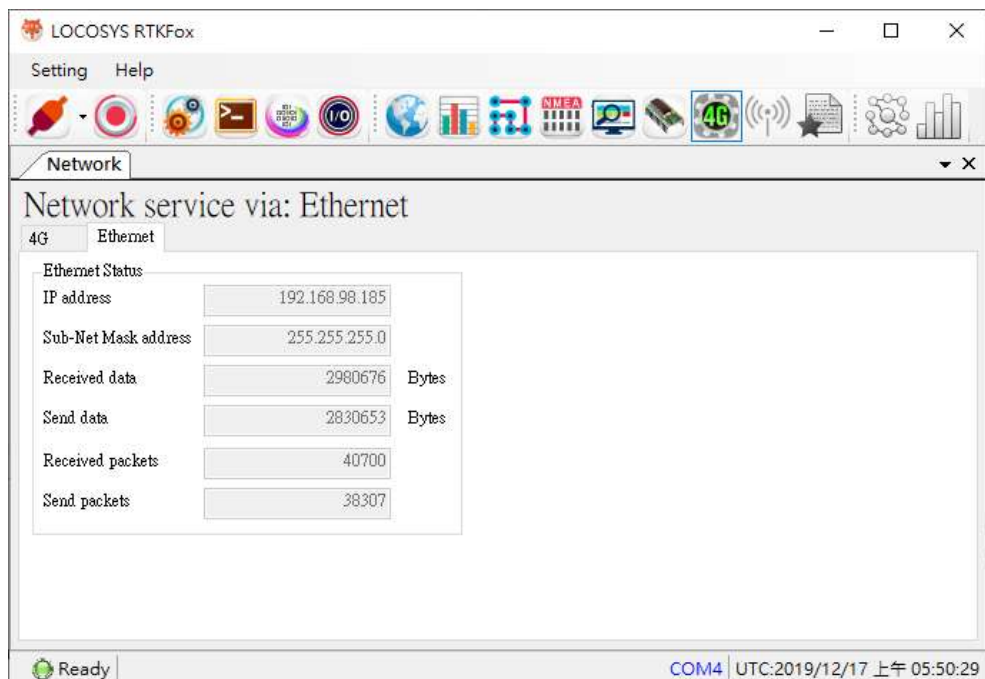 LOCOSYS RTKFox
Setting Help
>_ I/O NMEA 4G
Network
Network service via: Ethernet
4G Ethernet
Ethernet Status
IP address 192.168.98.185
Sub-Net Mask address 255.255.255.0
Received data 2980676 Bytes
Send data 2830653 Bytes
Received packets 40700
Send packets 38307
Ready COM4 UTC:2019/12/17 上午 05:50:29